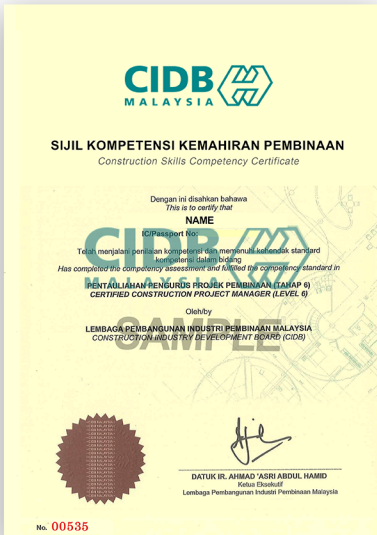 CIDB
MALAYSIA
SIJIL KOMPETENSI KEMAHIRAN PEMBINAAN
Construction Skills Competency Certificate
Dengan ini disahkan bahawa
This is to certify that
NAME
IC/Passport No:
CIDB
Telah menjalani penilaian kompetensi dan memenuhi kehendak standard
kompetensi dalam bidang
Has completed the competency assessment and fulfilled the competency standard in
PENTAULIAHAN PENGURUS PROJEK PEMBINAAN (TAHAP 6)
CERTIFIED CONSTRUCTION PROJECT MANAGER (LEVEL 6)
MALAYSIA
Oleh/by
LEMBAGA PEMBANGUNAN INDUSTRI PEMBINAAN MALAYSIA
CONSTRUCTION INDUSTRY DEVELOPMENT BOARD (CIDB)
SAMPLE
DATUK IR. AHMAD 'ASRI ABDUL HAMID
Ketua Eksekutif
Lembaga Pembangunan Industri Pembinaan Malaysia
No. 00535